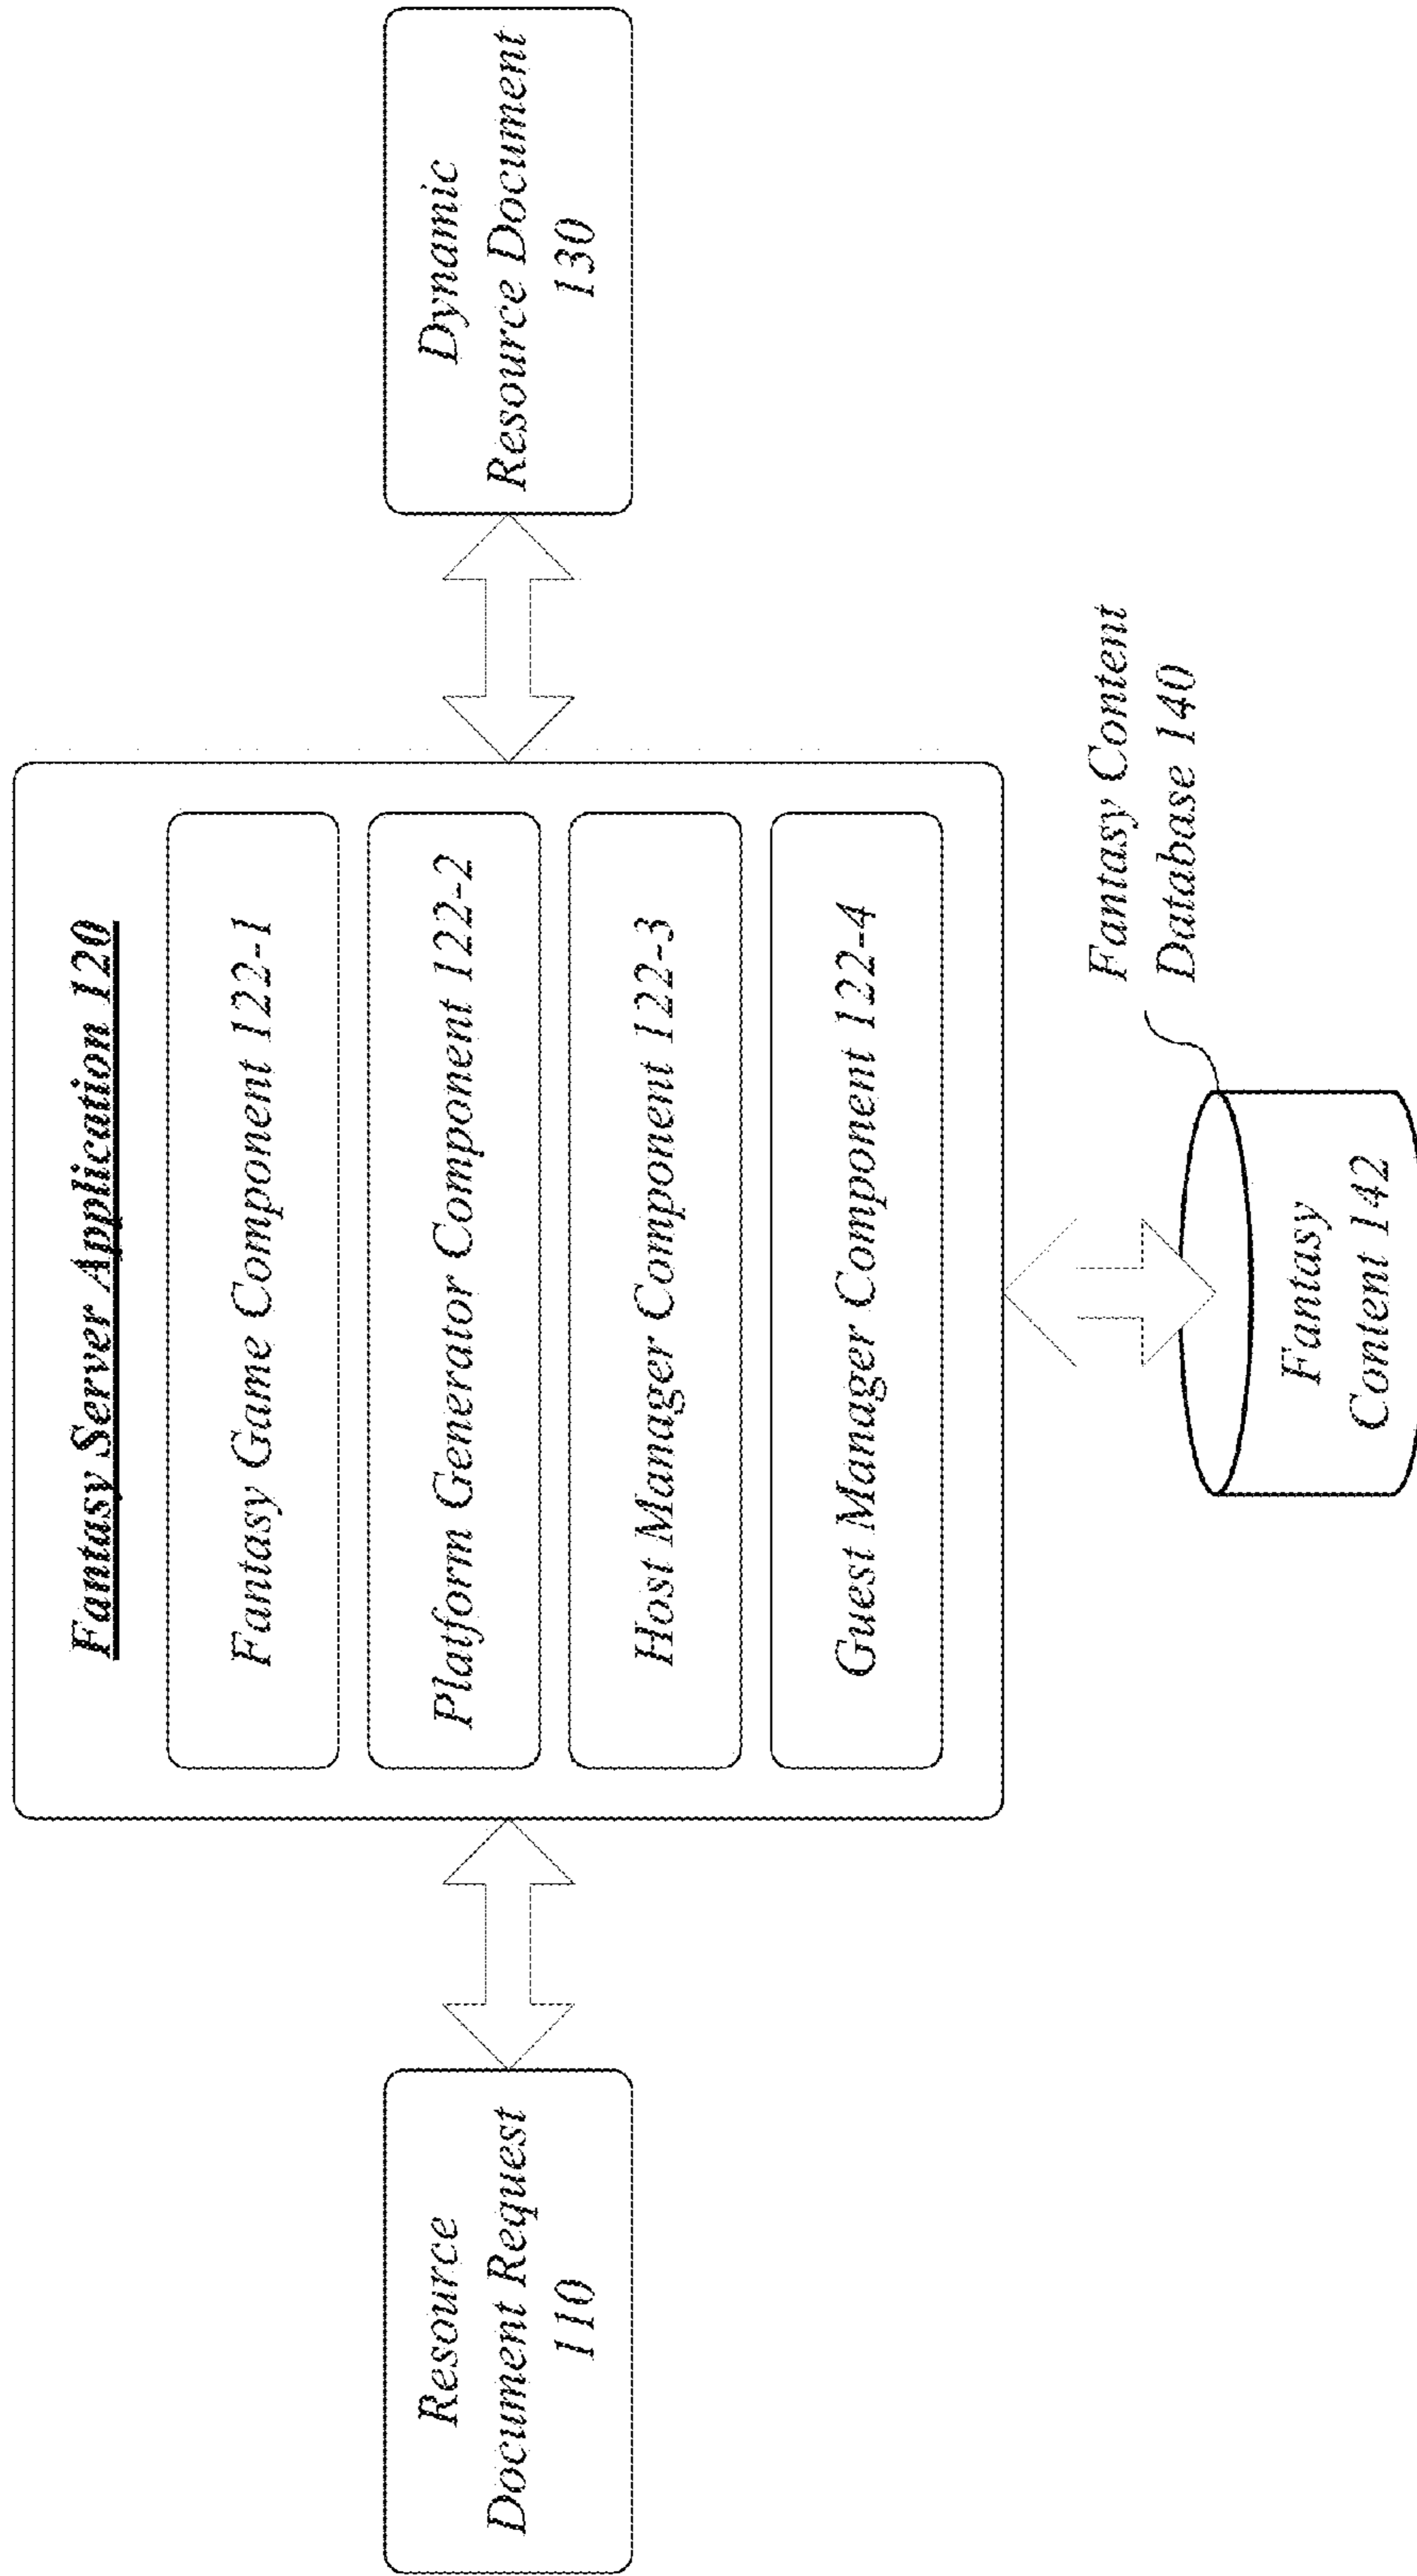 Fantasy Server Application 120
Resource
Document Request
110
Fantasy Game Component 122-1
Platform Generator Component 122-2
Host Manager Component 122-3
Guest Manager Component 122-4
Dynamic
Resource Document
130
Fantasy Content
Database 140
Fantasy
Content 142